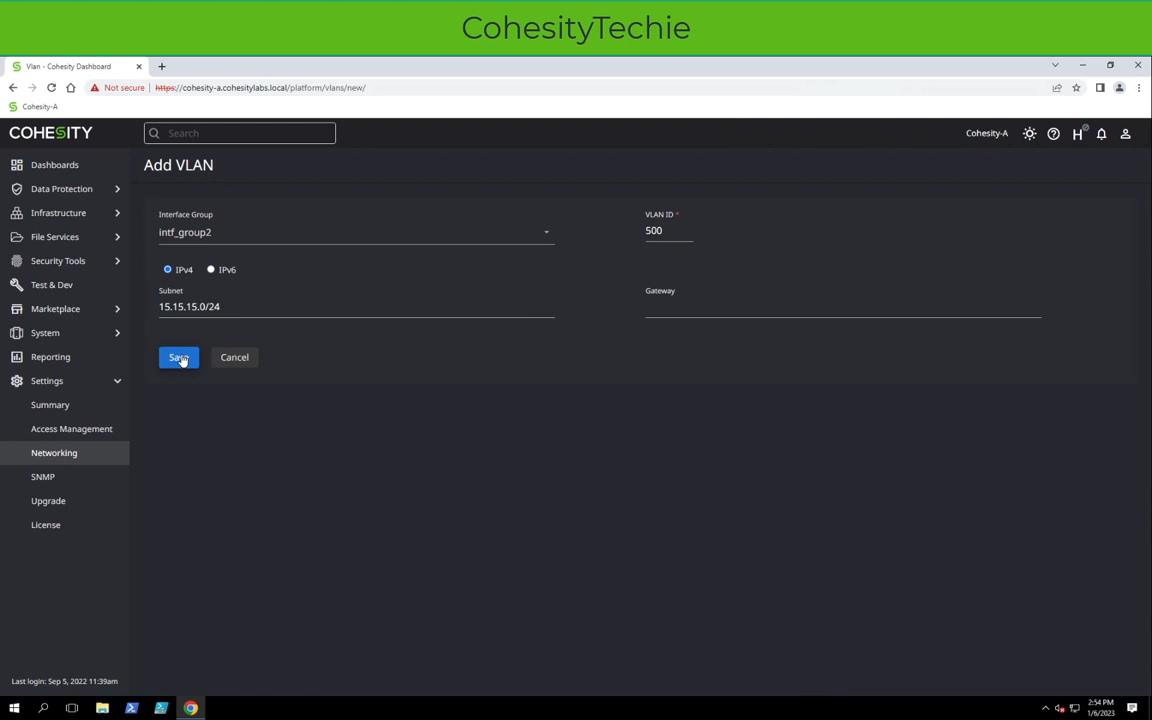 CohesityTechie
Vlan - Cohesity Dashboard
Not secure https://cohesity-a.cohesitylabs.local/platform/vlans/new/
Cohesity-A
COHESITY
Search
Cohesity-A
H
Dashboards
Data Protection
Infrastructure
File Services
Security Tools
Test & Dev
Marketplace
System
Reporting
Settings
Summary
Access Management
Networking
SNMP
Upgrade
License
Last login: Sep 5, 2022 11:39am
Add VLAN
Interface Group
intf_group2
VLAN ID *
500
IPv4 IPv6
Subnet
15.15.15.0/24
Gateway
Save Cancel
2:54 PM
1/6/2023